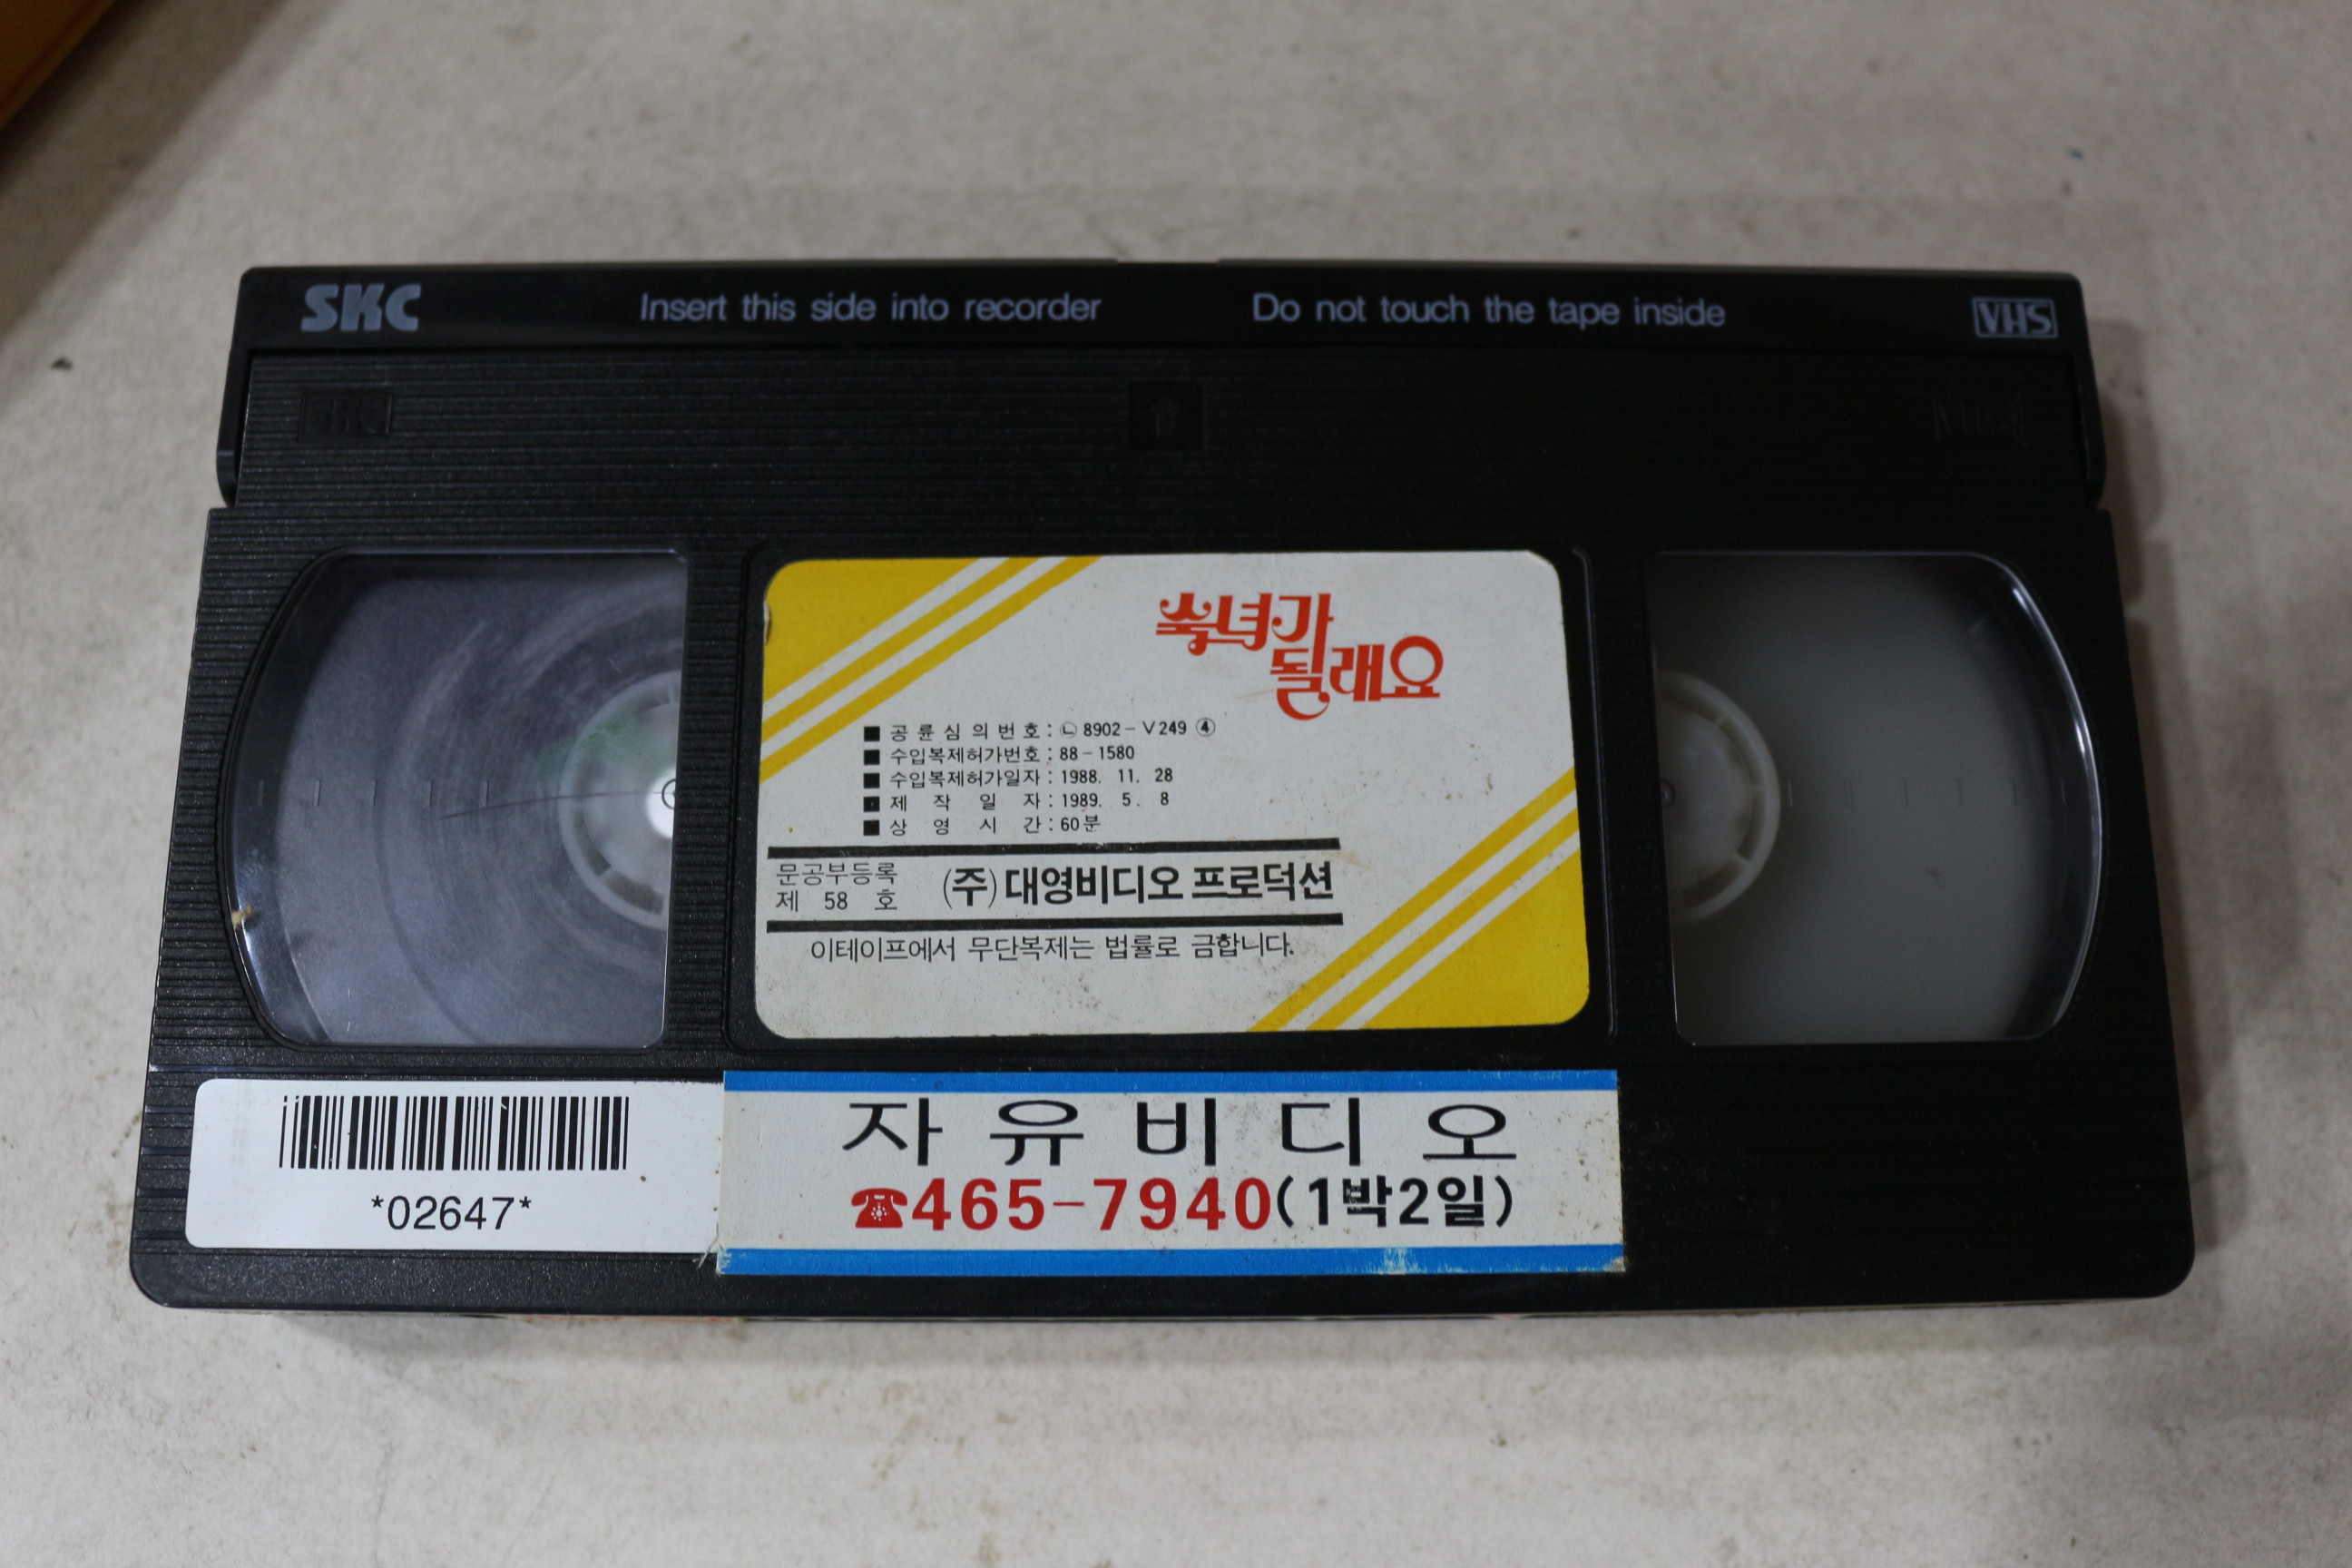 SKC Insert this side into recorder Do not touch the tape inside VHS
SKC
숙녀가
될래요
■ 공륜심의번호 : ㉡ 8902-V249 ④
■ 수입복제허가번호 : 88-1580
■ 수입복제허가일자 : 1988. 11. 28
■ 제작일자 : 1989. 5. 8
■ 상영시간 : 60분
문공부등록
제 58 호
(주)대영비디오프로덕션
이테이프에서 무단복제는 법률로 금합니다.
*02647*
자유비디오
☎465-7940(1박2일)